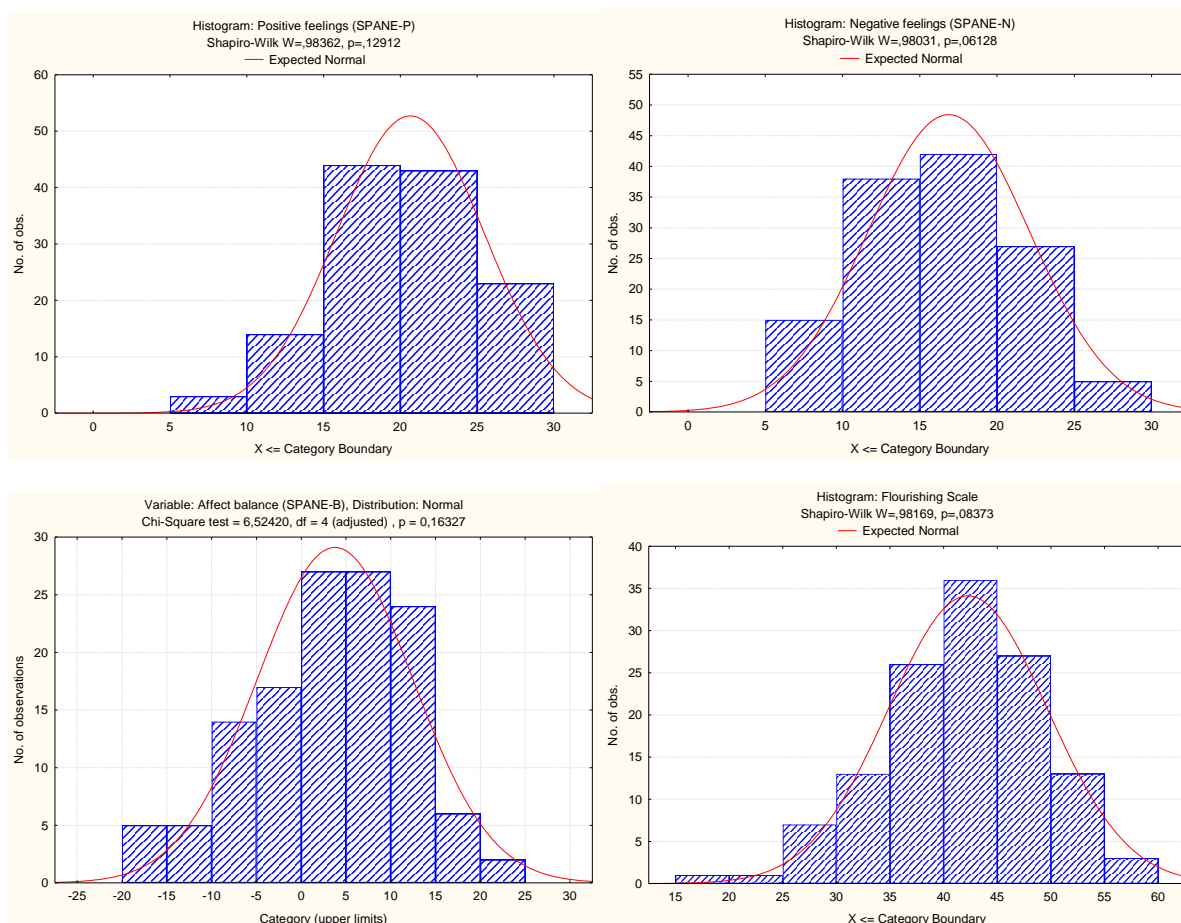 Histogram: Positive feelings (SPANE-P)
Shapiro-Wilk W=,98362, p=,12912
Expected Normal
60
50
40
30
20
10
0
No. of obs.
0 5 10 15 20 25 30
X <= Category Boundary
Histogram: Negative feelings (SPANE-N)
Shapiro-Wilk W=,98031, p=,06128
Expected Normal
55
50
45
40
35
30
25
20
15
10
5
0
No. of obs.
0 5 10 15 20 25 30
X <= Category Boundary
Variable: Affect balance (SPANE-B), Distribution: Normal
Chi-Square test = 6,52420, df = 4 (adjusted) , p = 0,16327
30
25
20
15
10
5
0
No. of observations
-25 -20 -15 -10 -5 0 5 10 15 20 25 30
Category (upper limits)
Histogram: Flourishing Scale
Shapiro-Wilk W=,98169, p=,08373
Expected Normal
40
35
30
25
20
15
10
5
0
No. of obs.
15 20 25 30 35 40 45 50 55 60
X <= Category Boundary